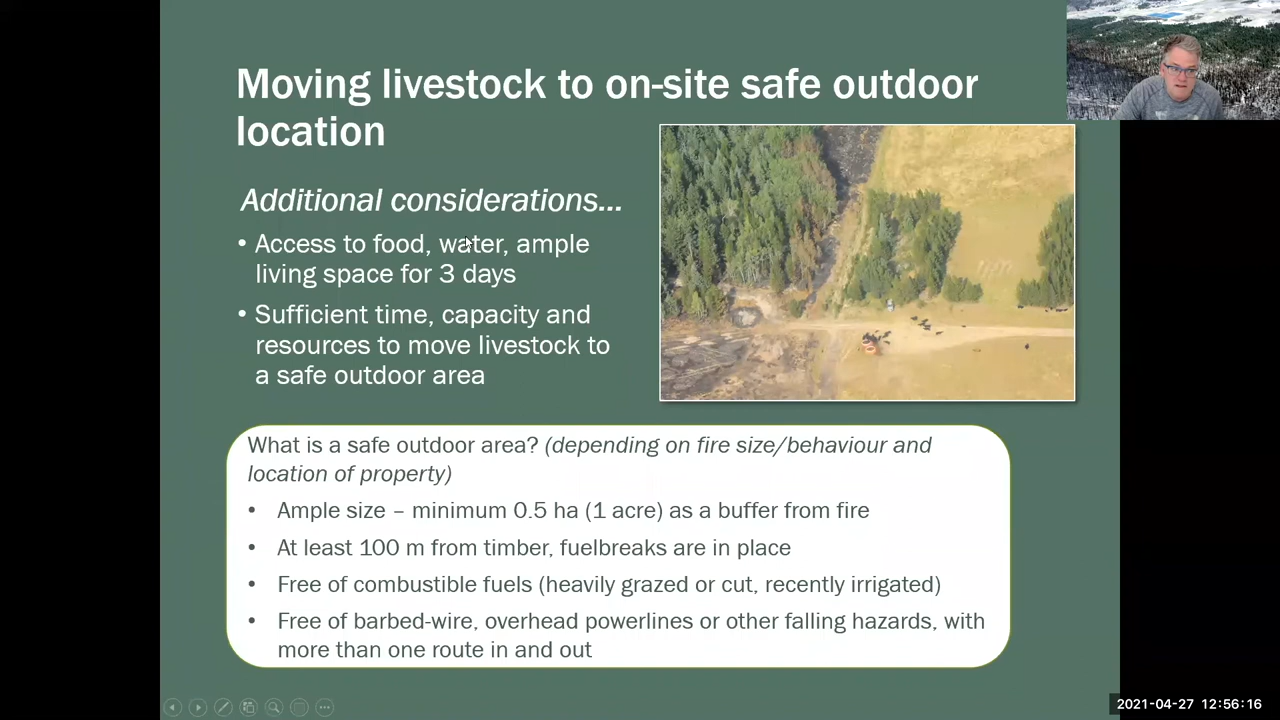 Moving livestock to on-site safe outdoor
location
Additional considerations...
• Access to food, water, ample
living space for 3 days
• Sufficient time, capacity and
resources to move livestock to
a safe outdoor area
What is a safe outdoor area? (depending on fire size/behaviour and
location of property)
• Ample size – minimum 0.5 ha (1 acre) as a buffer from fire
• At least 100 m from timber, fuelbreaks are in place
• Free of combustible fuels (heavily grazed or cut, recently irrigated)
• Free of barbed-wire, overhead powerlines or other falling hazards, with
more than one route in and out
2021-04-27 12:56:16